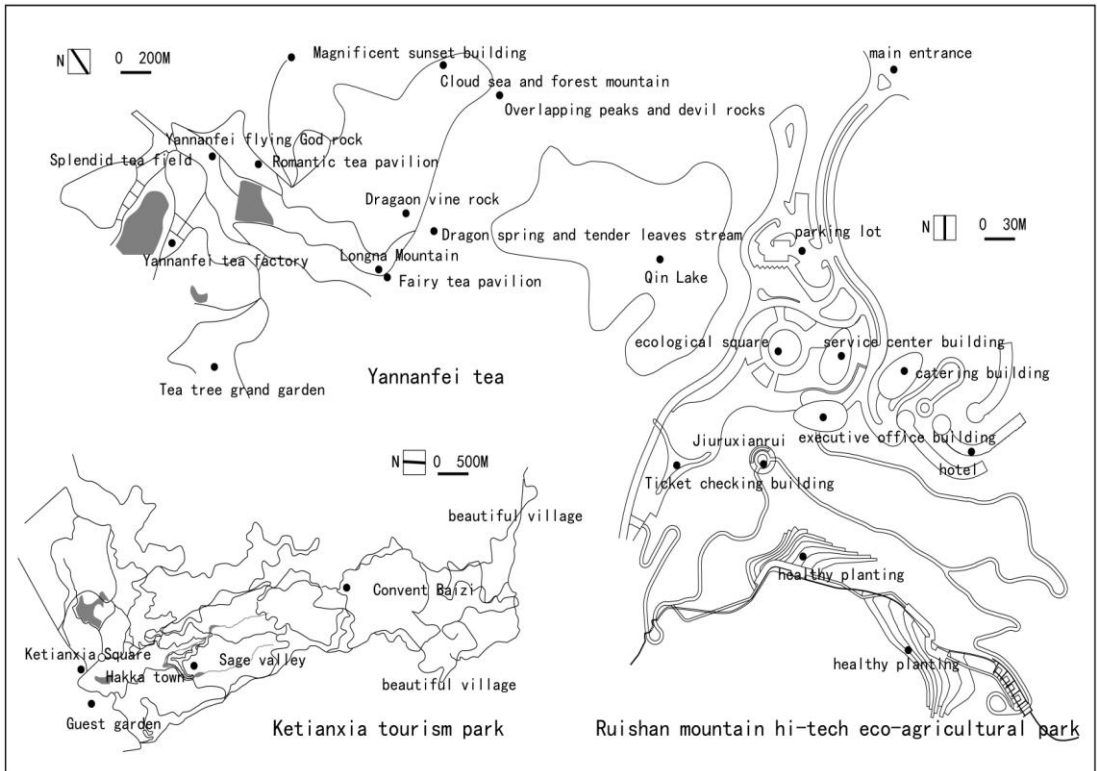 N 0 200M
Magnificent sunset building
Cloud sea and forest mountain
Overlapping peaks and devil rocks
Yannanfei flying God rock
Splendid tea field
Romantic tea pavilion
Dragaon vine rock
Dragon spring and tender leaves stream
Yannanfei tea factory
Longna Mountain
Fairy tea pavilion
Tea tree grand garden
Yannanfei tea
main entrance
N 0 30M
parking lot
Qin Lake
ecological square
service center building
catering building
executive office building
Jiuruxianrui
hotel
Ticket checking building
healthy planting
healthy planting
Ruishan mountain hi-tech eco-agricultural park
N 0 500M
beautiful village
Convent Baizi
Ketianxia Square
Sage valley
Hakka town
beautiful village
Guest garden
Ketianxia tourism park